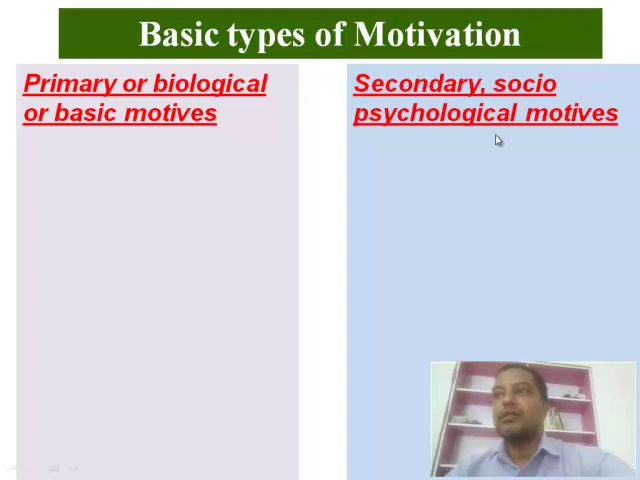 Basic types of Motivation
Primary or biological
or basic motives
Secondary, socio
psychological motives